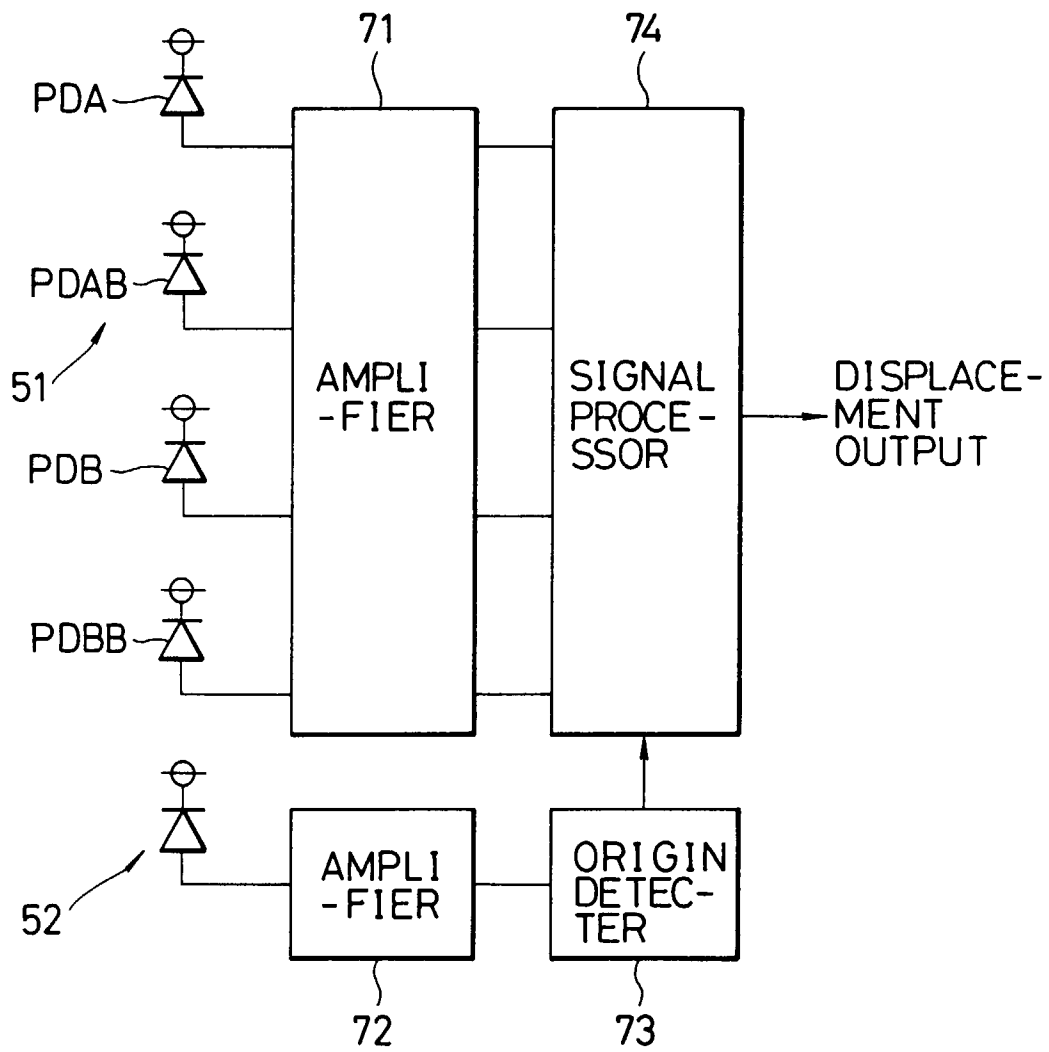 71
74
PDA
PDAB
51
AMPLI
-FIER
SIGNAL
PROCE-
SSOR
DISPLACE-
MENT
OUTPUT
PDB
PDBB
52
AMPLI
-FIER
ORIGIN
DETEC-
TER
72
73